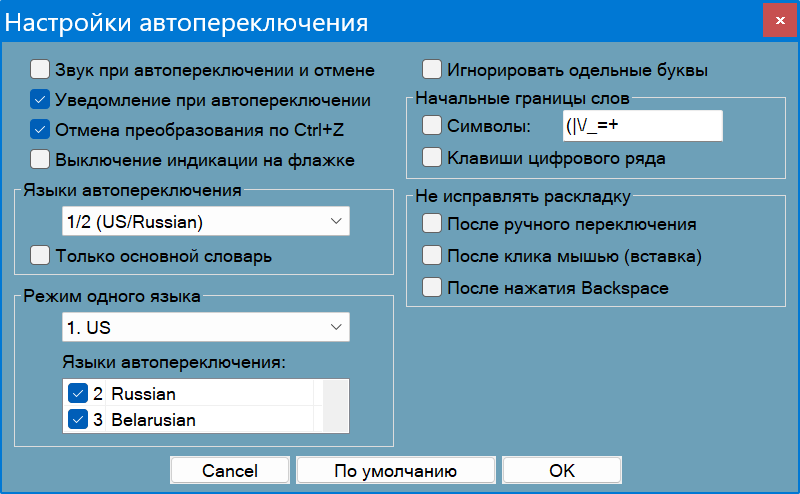 Настройки автопереключения
Звук при автопереключении и отмене
Уведомление при автопереключении
Отмена преобразования по Ctrl+Z
Выключение индикации на флажке
Языки автопереключения
1/2 (US/Russian)
Только основной словарь
Режим одного языка
1. US
Языки автопереключения:
2 Russian
3 Belarusian
Игнорировать одельные буквы
Начальные границы слов
Символы: (|\/_=+
Клавиши цифрового ряда
Не исправлять раскладку
После ручного переключения
После клика мышью (вставка)
После нажатия Backspace
Cancel По умолчанию OK